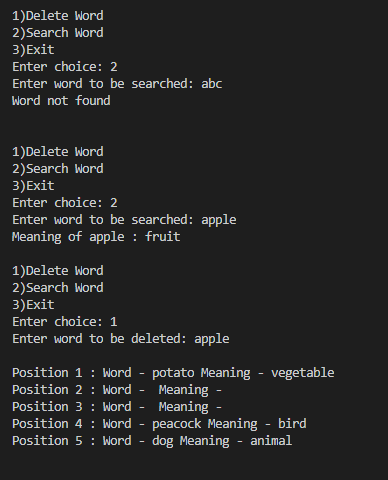 1)Delete Word
2)Search Word
3)Exit
Enter choice: 2
Enter word to be searched: abc
Word not found
1)Delete Word
2)Search Word
3)Exit
Enter choice: 2
Enter word to be searched: apple
Meaning of apple : fruit
1)Delete Word
2)Search Word
3)Exit
Enter choice: 1
Enter word to be deleted: apple
Position 1 : Word - potato Meaning - vegetable
Position 2 : Word -  Meaning -
Position 3 : Word -  Meaning -
Position 4 : Word - peacock Meaning - bird
Position 5 : Word - dog Meaning - animal